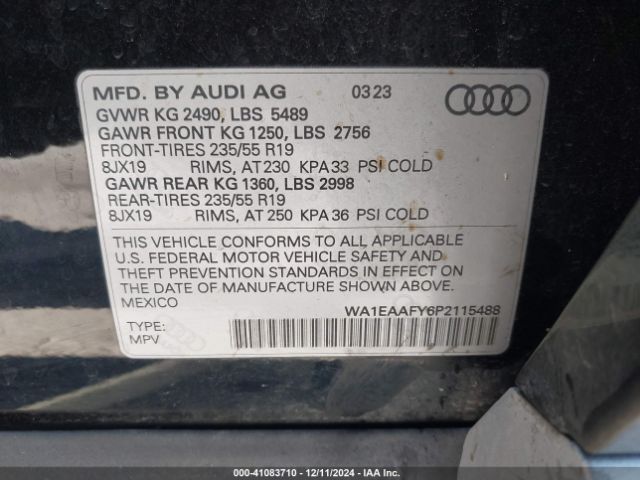 MFD. BY AUDI AG 0323
GVWR KG 2490, LBS 5489
GAWR FRONT KG 1250, LBS 2756
FRONT-TIRES 235/55 R19
8JX19 RIMS, AT 230 KPA 33 PSI COLD
GAWR REAR KG 1360, LBS 2998
REAR-TIRES 235/55 R19
8JX19 RIMS, AT 250 KPA 36 PSI COLD
THIS VEHICLE CONFORMS TO ALL APPLICABLE
U.S. FEDERAL MOTOR VEHICLE SAFETY AND
THEFT PREVENTION STANDARDS IN EFFECT ON
THE DATE OF MANUFACTURE SHOWN ABOVE.
MEXICO
WA1EAAFY6P2115488
TYPE:
MPV
000-41083710 - 12/11/2024 - IAA Inc.